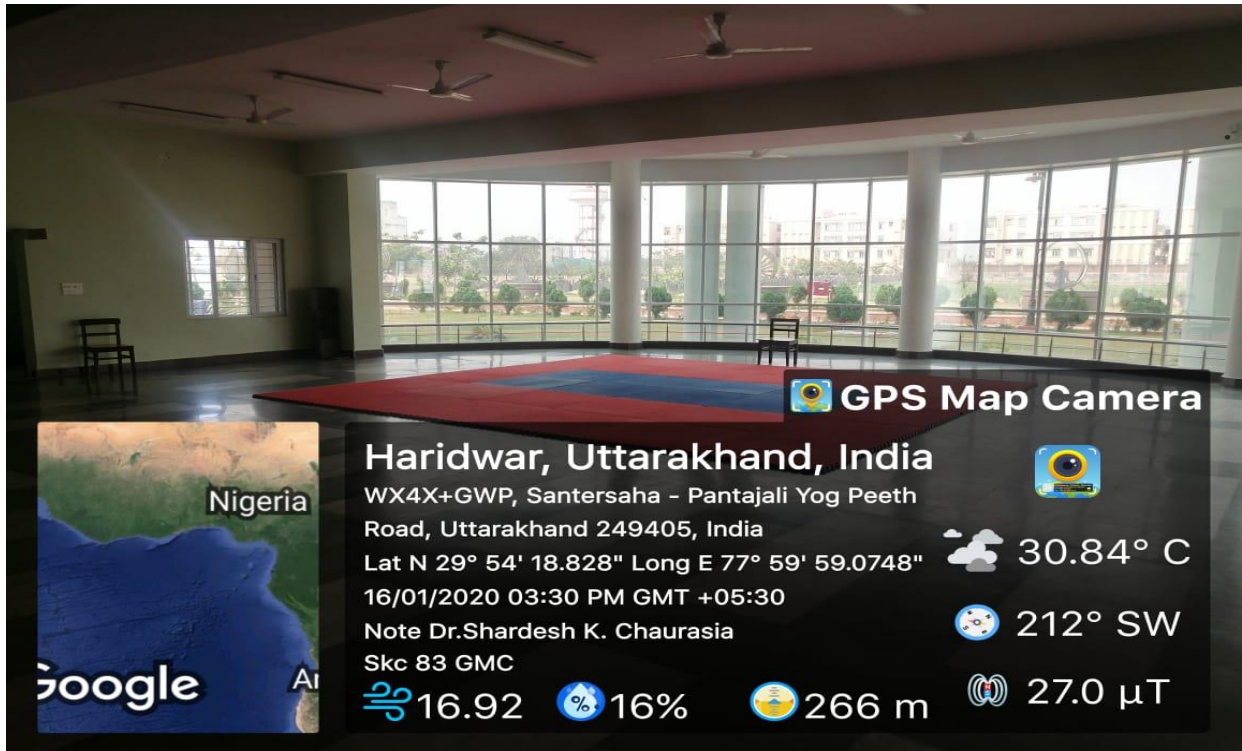 GPS Map Camera
Haridwar, Uttarakhand, India
WX4X+GWP, Santersaha - Pantajali Yog Peeth
Road, Uttarakhand 249405, India
Lat N 29° 54' 18.828" Long E 77° 59' 59.0748"
16/01/2020 03:30 PM GMT +05:30
Note Dr.Shardesh K. Chaurasia
Skc 83 GMC
16.92 16% 266 m
30.84° C
212° SW
27.0 µT
Nigeria
Google